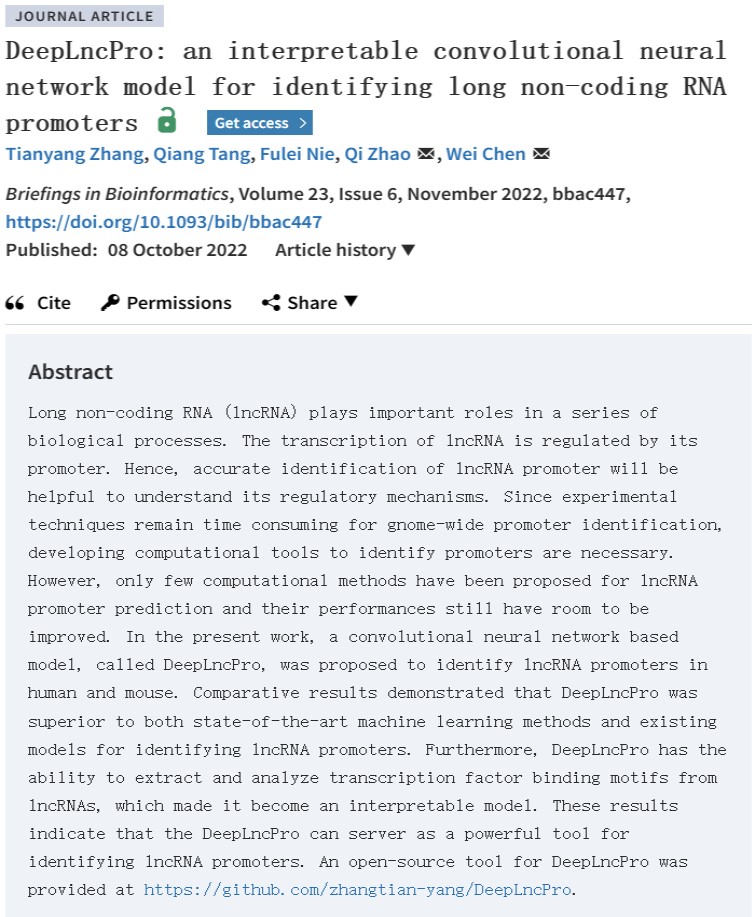 JOURNAL ARTICLE
DeepLncPro: an interpretable convolutional neural
network model for identifying long non-coding RNA
promoters Get access >
Tianyang Zhang, Qiang Tang, Fulei Nie, Qi Zhao, Wei Chen
Briefings in Bioinformatics, Volume 23, Issue 6, November 2022, bbac447,
https://doi.org/10.1093/bib/bbac447
Published: 08 October 2022 Article history ▼
Cite Permissions Share ▼
Abstract
Long non-coding RNA (lncRNA) plays important roles in a series of
biological processes. The transcription of lncRNA is regulated by its
promoter. Hence, accurate identification of lncRNA promoter will be
helpful to understand its regulatory mechanisms. Since experimental
techniques remain time consuming for gnome-wide promoter identification,
developing computational tools to identify promoters are necessary.
However, only few computational methods have been proposed for lncRNA
promoter prediction and their performances still have room to be
improved. In the present work, a convolutional neural network based
model, called DeepLncPro, was proposed to identify lncRNA promoters in
human and mouse. Comparative results demonstrated that DeepLncPro was
superior to both state-of-the-art machine learning methods and existing
models for identifying lncRNA promoters. Furthermore, DeepLncPro has the
ability to extract and analyze transcription factor binding motifs from
lncRNAs, which made it become an interpretable model. These results
indicate that the DeepLncPro can server as a powerful tool for
identifying lncRNA promoters. An open-source tool for DeepLncPro was
provided at https://github.com/zhangtian-yang/DeepLncPro.